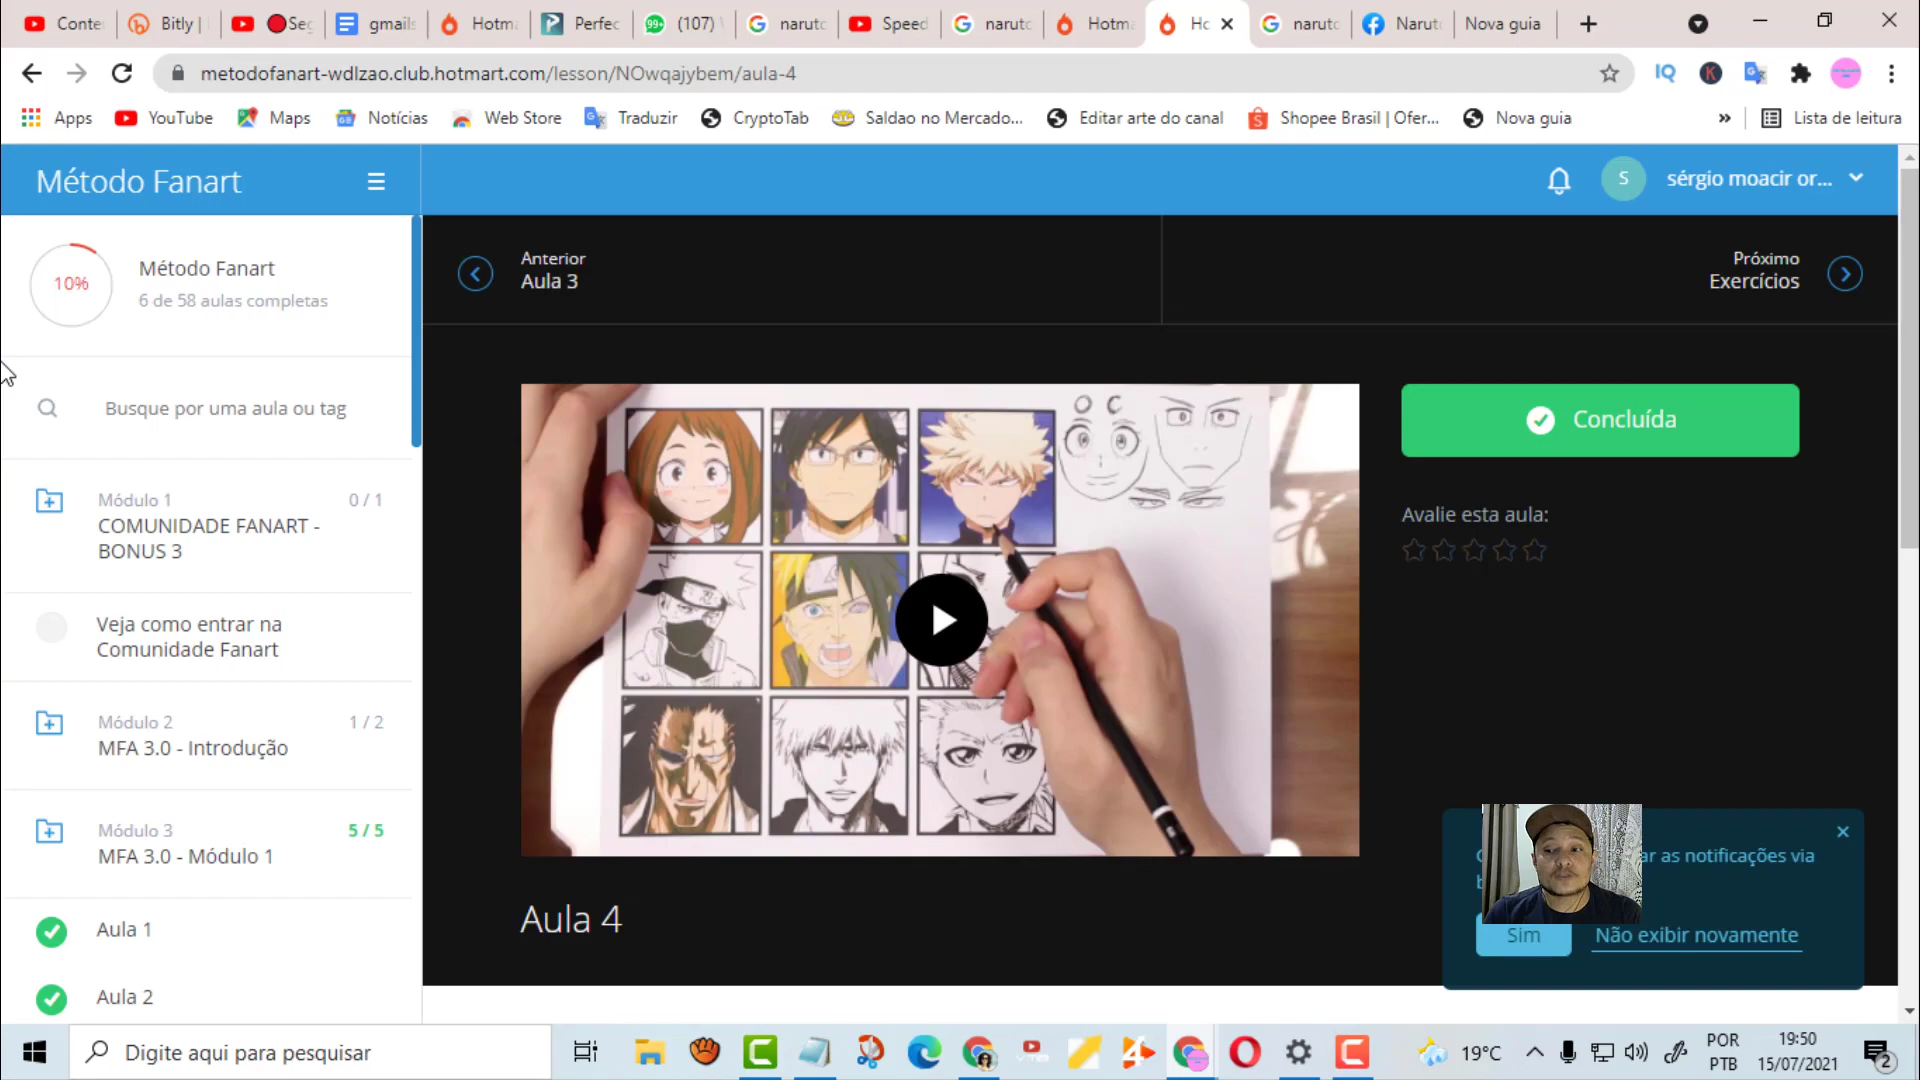 Conte
Bitly |
Seg
gmails
Hotm
Perfec
(107)
99+
naruto
Speed
naruto
Hotm
Ho
naruto
Narut
Nova guia
metodofanart-wdlzao.club.hotmart.com/lesson/NOwqajybem/aula-4
Apps
YouTube
Maps
Notícias
Web Store
Traduzir
CryptoTab
Saldao no Mercado...
Editar arte do canal
Shopee Brasil | Ofer...
Nova guia
»
Lista de leitura
Método Fanart
S
sérgio moacir or...
10%
Método Fanart
6 de 58 aulas completas
Anterior
Aula 3
Próximo
Exercícios
Busque por uma aula ou tag
Concluída
Avalie esta aula:
Módulo 1
0 / 1
COMUNIDADE FANART -
BONUS 3
Veja como entrar na
Comunidade Fanart
Módulo 2
1 / 2
MFA 3.0 - Introdução
Módulo 3
5 / 5
MFA 3.0 - Módulo 1
Aula 1
Aula 2
Aula 4
ar as notificações via
Sim
Não exibir novamente
Digite aqui para pesquisar
19°C
POR
PTB
19:50
15/07/2021
2